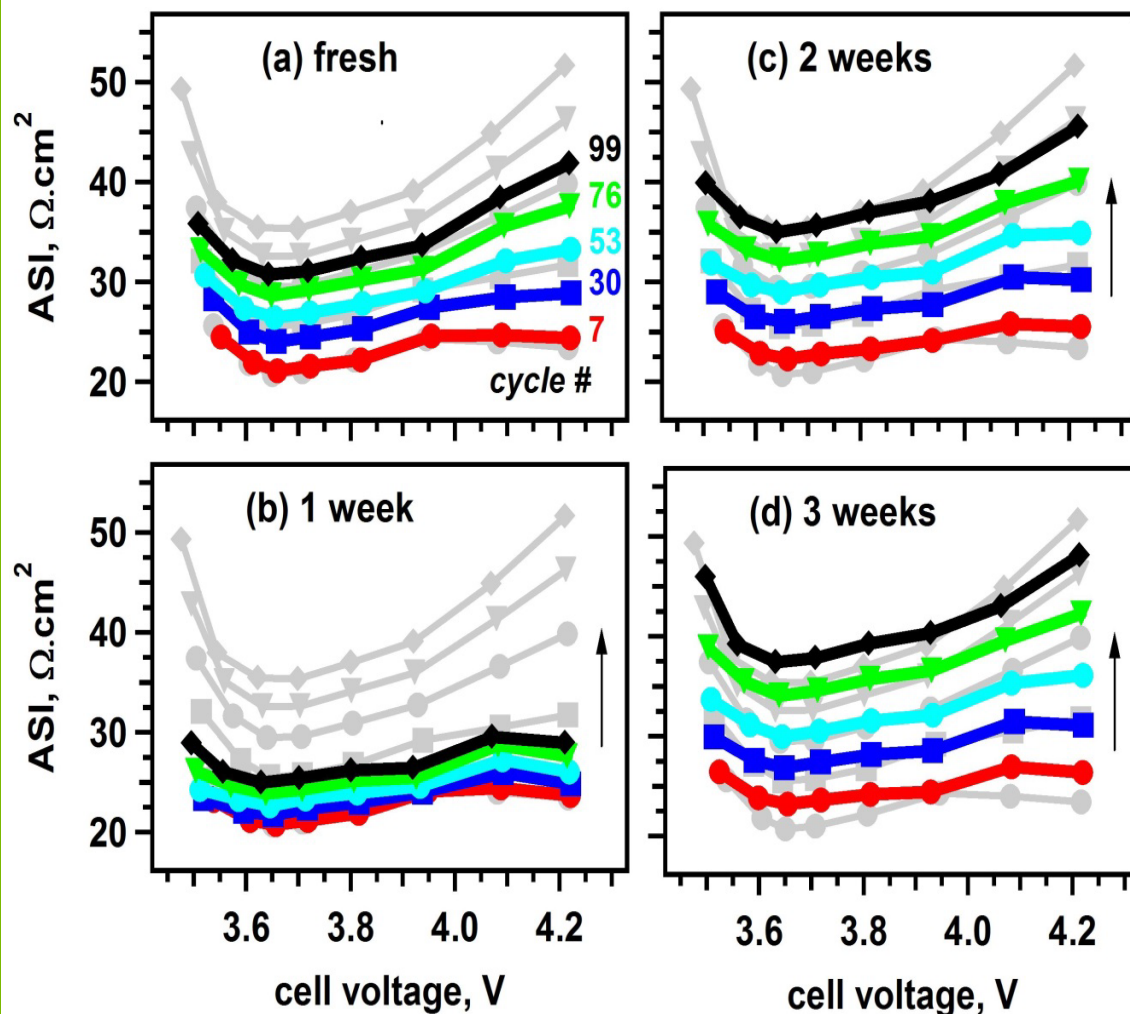 (a) fresh
ASI, Ω.cm²
50
40
30
20
99
76
53
30
7
cycle #
(c) 2 weeks
(b) 1 week
ASI, Ω.cm²
50
40
30
20
3.6
3.8
4.0
4.2
cell voltage, V
(d) 3 weeks
3.6
3.8
4.0
4.2
cell voltage, V